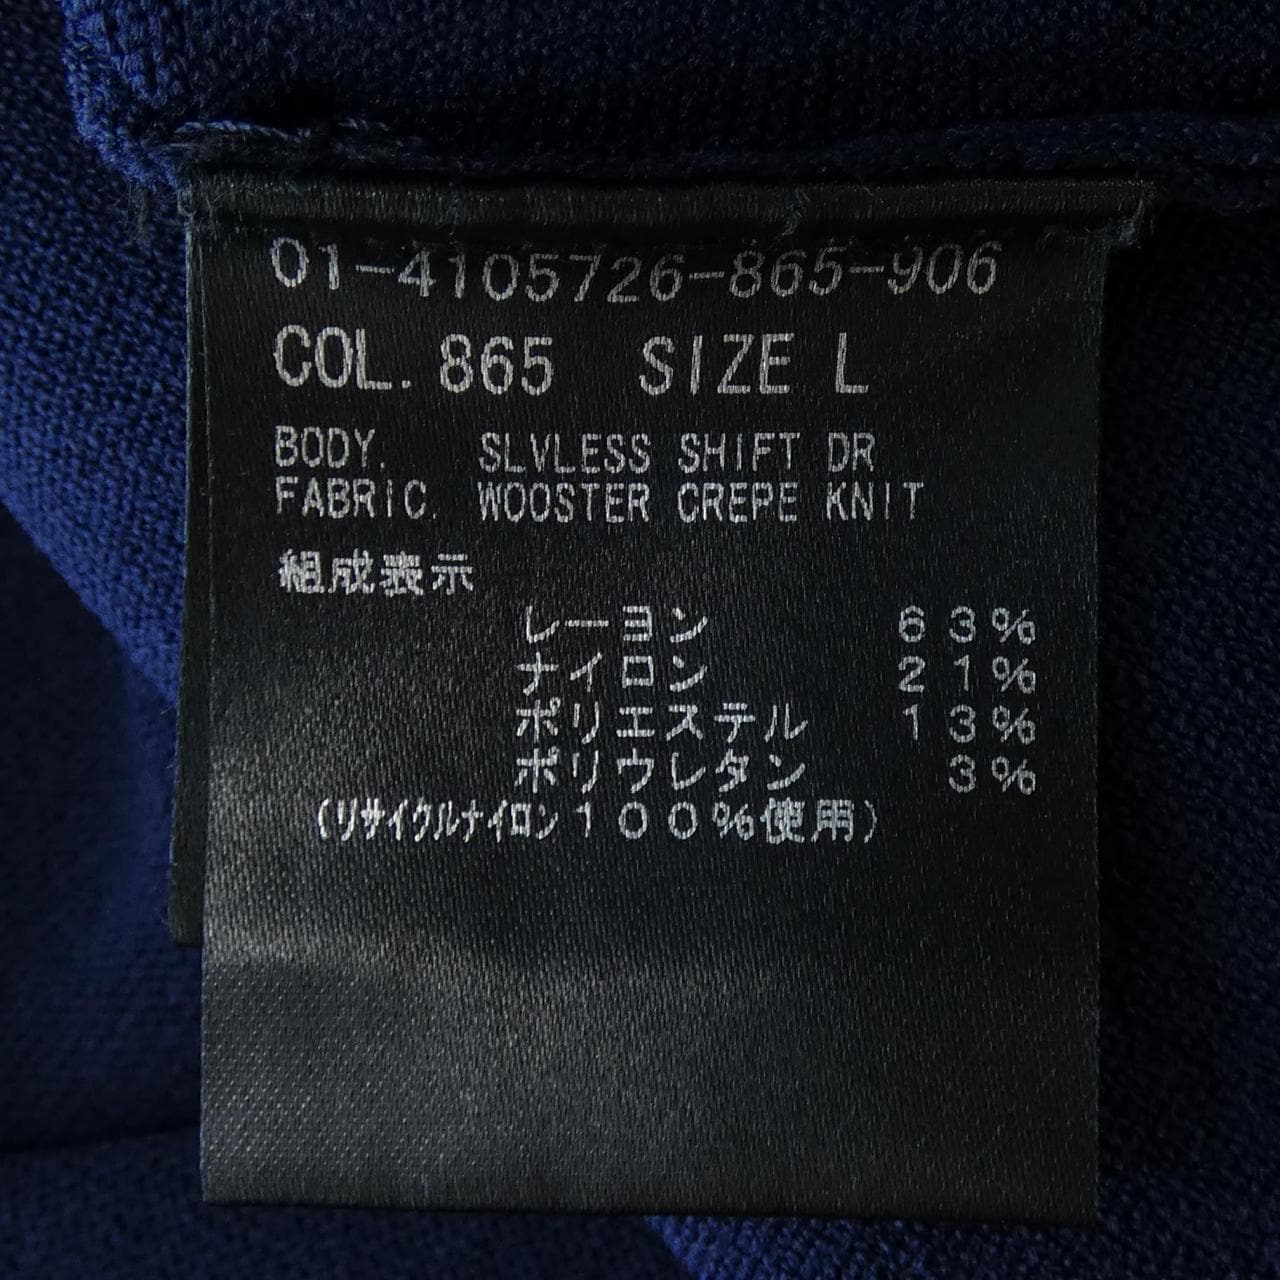 01-4105726-865-906
COL. 865 SIZE L
BODY. SLVLESS SHIFT DR
FABRIC. WOOSTER CREPE KNIT
組成表示
レーヨン 63%
ナイロン 21%
ポリエステル 13%
ポリウレタン 3%
(リサイクルナイロン100%使用)